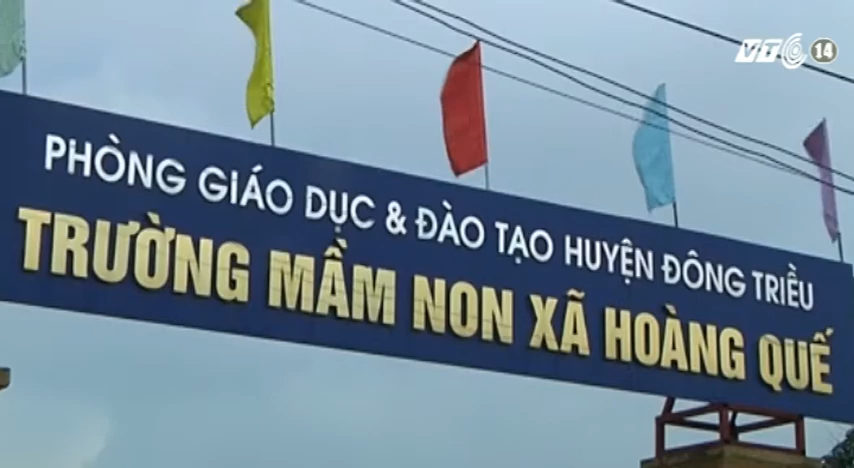 VTC 14
PHÒNG GIÁO DỤC & ĐÀO TẠO HUYỆN ĐÔNG TRIỀU
TRƯỜNG MẦM NON XÃ HOÀNG QUẾ